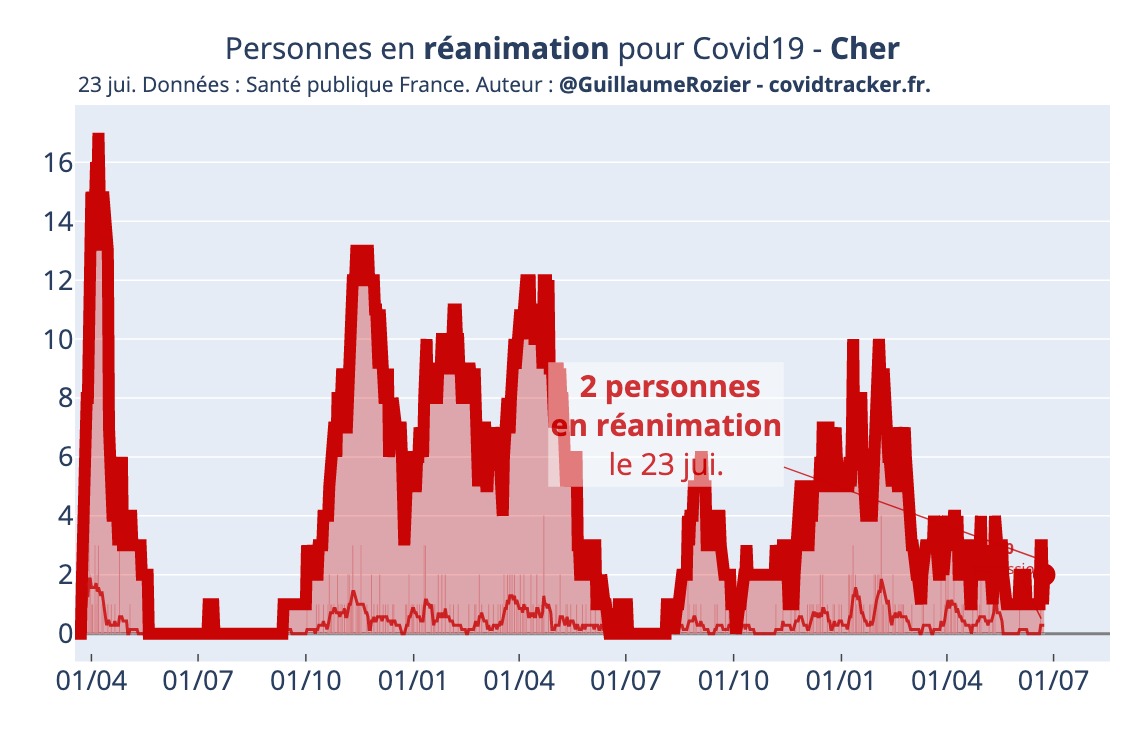 Personnes en réanimation pour Covid19 - Cher
23 jui. Données : Santé publique France. Auteur : @GuillaumeRozier - covidtracker.fr.
16
14
12
10
8
6
4
2
0
2 personnes
en réanimation
le 23 jui.
01/04 01/07 01/10 01/01 01/04 01/07 01/10 01/01 01/04 01/07